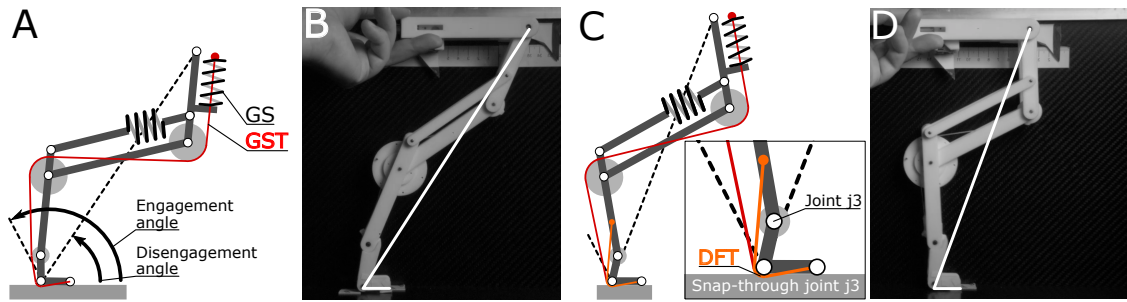 A
B
C
D
GS
GST
Engagement
angle
Disengagement
angle
Joint j3
DFT
Snap-through joint j3